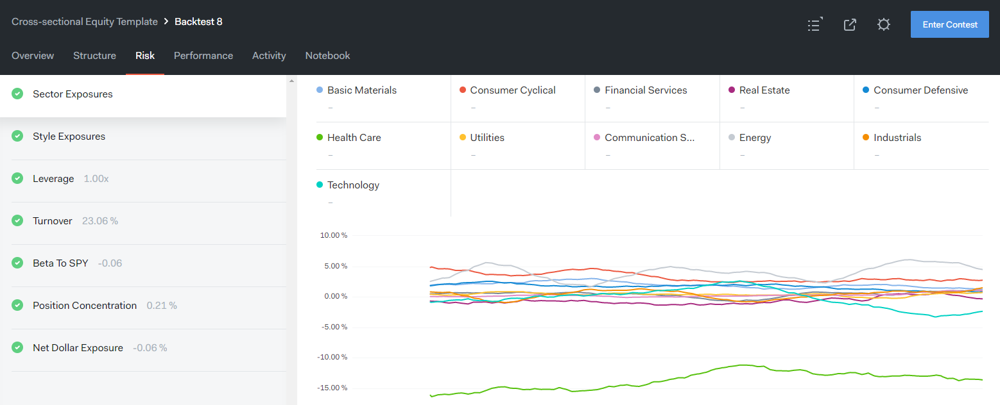 Cross-sectional Equity Template > Backtest 8
Enter Contest
Overview Structure Risk Performance Activity Notebook
Sector Exposures
Style Exposures
Leverage 1.00x
Turnover 23.06 %
Beta To SPY -0.06
Position Concentration 0.21 %
Net Dollar Exposure -0.06 %
Basic Materials Consumer Cyclical Financial Services Real Estate Consumer Defensive
– – – – –
Health Care Utilities Communication S... Energy Industrials
– – – – –
Technology
–
10.00 %
5.00 %
0.00 %
-5.00 %
-10.00 %
-15.00 %